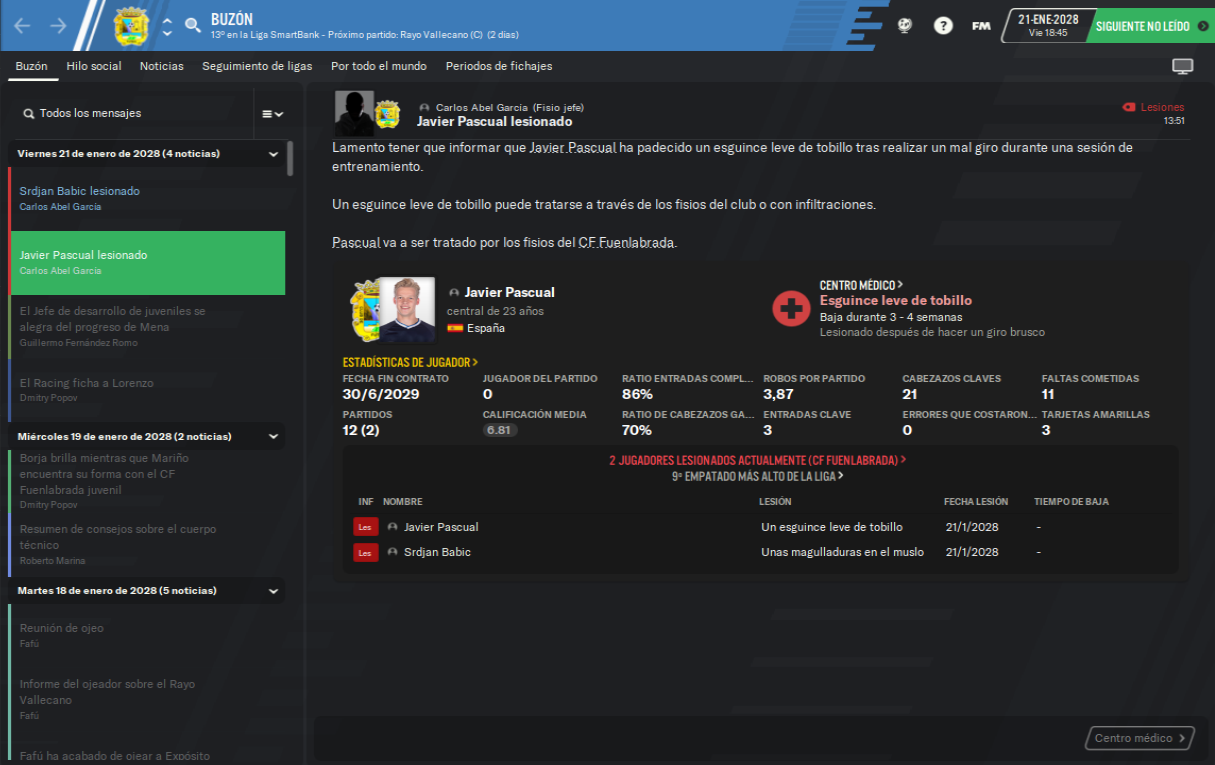 BUZÓN
13º en la Liga SmartBank - Próximo partido: Rayo Vallecano (C) (2 días)
?
FM
21-ENE-2028
Vie 18:45
SIGUIENTE NO LEÍDO
Buzón Hilo social Noticias Seguimiento de ligas Por todo el mundo Periodos de fichajes
Todos los mensajes
Viernes 21 de enero de 2028 (4 noticias)
Srdjan Babic lesionado
Carlos Abel García
Javier Pascual lesionado
Carlos Abel García
El Jefe de desarrollo de juveniles se
alegra del progreso de Mena
Guillermo Fernández Romo
El Racing ficha a Lorenzo
Dmitry Popov
Miércoles 19 de enero de 2028 (2 noticias)
Borja brilla mientras que Mariño
encuentra su forma con el CF
Fuenlabrada juvenil
Dmitry Popov
Resumen de consejos sobre el cuerpo
técnico
Roberto Marina
Martes 18 de enero de 2028 (5 noticias)
Reunión de ojeo
Fafú
Informe del ojeador sobre el Rayo
Vallecano
Fafú
Fafú ha acabado de ojear a Expósito
Carlos Abel García (Fisio jefe)
Javier Pascual lesionado
Lesiones
13:51
Lamento tener que informar que Javier Pascual ha padecido un esguince leve de tobillo tras realizar un mal giro durante una sesión de
entrenamiento.
Un esguince leve de tobillo puede tratarse a través de los fisios del club o con infiltraciones.
Pascual va a ser tratado por los fisios del CF Fuenlabrada.
Javier Pascual
central de 23 años
España
CENTRO MÉDICO
Esguince leve de tobillo
Baja durante 3 - 4 semanas
Lesionado después de hacer un giro brusco
ESTADÍSTICAS DE JUGADOR
FECHA FIN CONTRATO JUGADOR DEL PARTIDO RATIO ENTRADAS COMPL... ROBOS POR PARTIDO CABEZAZOS CLAVES FALTAS COMETIDAS
30/6/2029 0 86% 3,87 21 11
PARTIDOS CALIFICACIÓN MEDIA RATIO DE CABEZAZOS GA... ENTRADAS CLAVE ERRORES QUE COSTARON... TARJETAS AMARILLAS
12 (2) 6.81 70% 3 0 3
2 JUGADORES LESIONADOS ACTUALMENTE (CF FUENLABRADA)
9º EMPATADO MÁS ALTO DE LA LIGA
INF NOMBRE LESIÓN FECHA LESIÓN TIEMPO DE BAJA
Les Javier Pascual Un esguince leve de tobillo 21/1/2028 -
Les Srdjan Babic Unas magulladuras en el muslo 21/1/2028 -
Centro médico